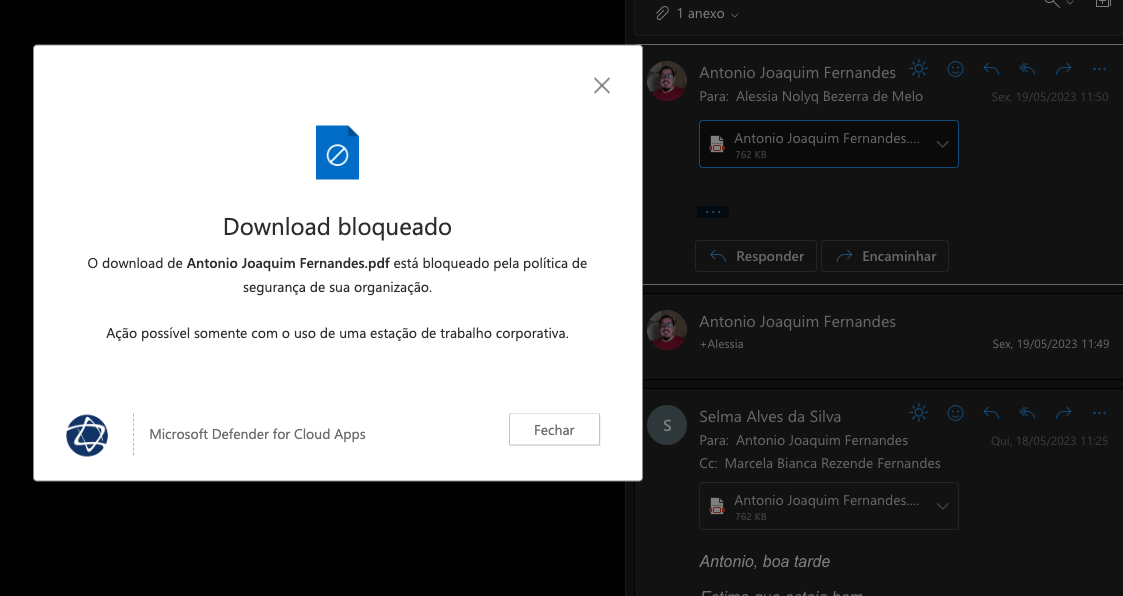 1 anexo
Download bloqueado
O download de Antonio Joaquim Fernandes.pdf está bloqueado pela política de
segurança de sua organização.
Ação possível somente com o uso de uma estação de trabalho corporativa.
Microsoft Defender for Cloud Apps
Fechar
Antonio Joaquim Fernandes
Para: Alessia Nolyq Bezerra de Melo
Sex, 19/05/2023 11:50
Antonio Joaquim Fernandes....
762 KB
Responder
Encaminhar
Antonio Joaquim Fernandes
+Alessia
Sex, 19/05/2023 11:49
S
Selma Alves da Silva
Para: Antonio Joaquim Fernandes
Qui, 18/05/2023 11:25
Cc: Marcela Bianca Rezende Fernandes
Antonio Joaquim Fernandes....
762 KB
Antonio, boa tarde